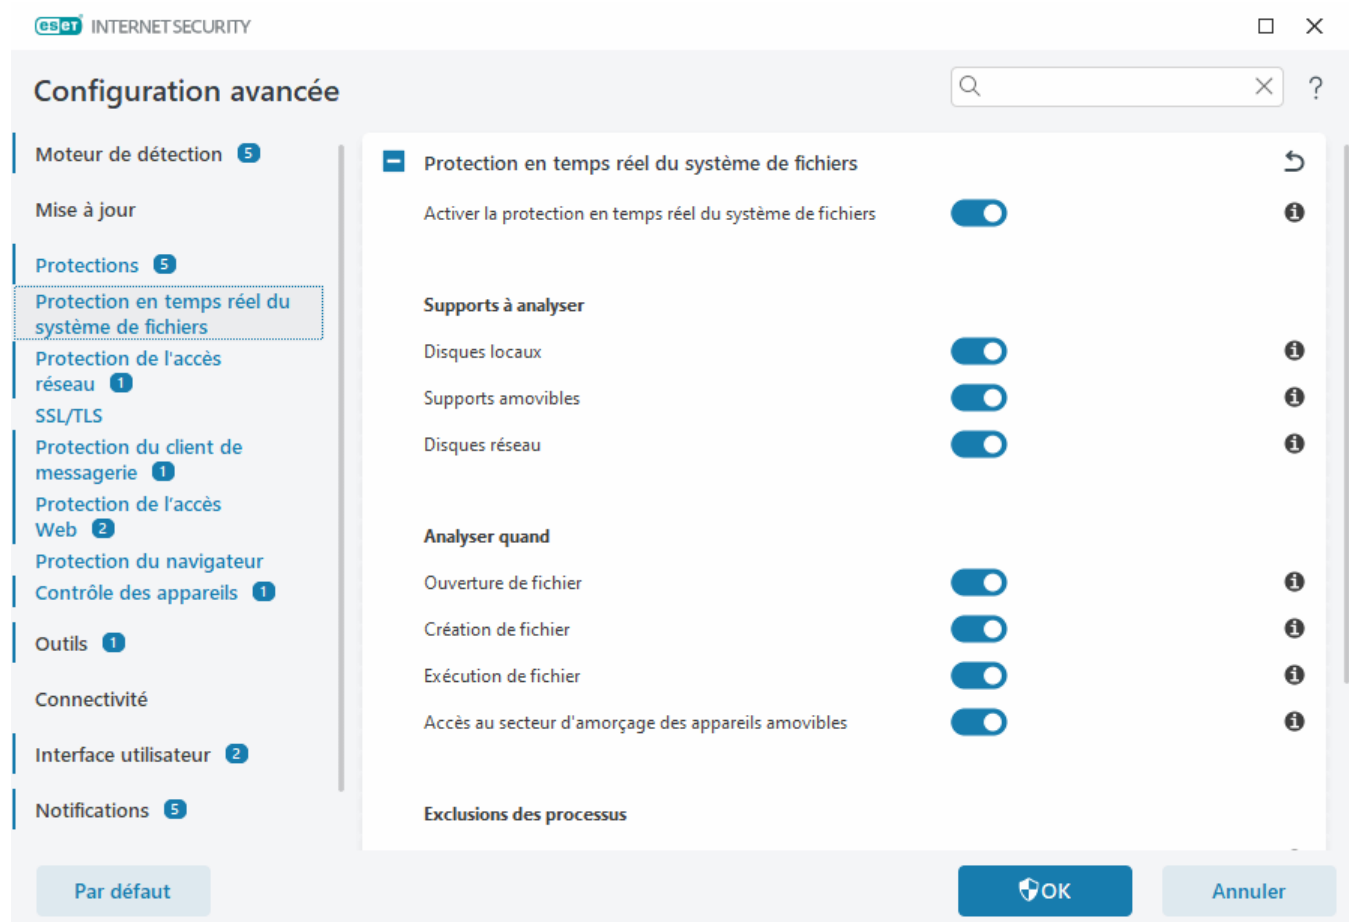 eset INTERNET SECURITY
Configuration avancée
?
Moteur de détection 5
Mise à jour
Protections 5
Protection en temps réel du
système de fichiers
Protection de l'accès
réseau 1
SSL/TLS
Protection du client de
messagerie 1
Protection de l'accès
Web 2
Protection du navigateur
Contrôle des appareils 1
Outils 1
Connectivité
Interface utilisateur 2
Notifications 5
Protection en temps réel du système de fichiers
Activer la protection en temps réel du système de fichiers
Supports à analyser
Disques locaux
Supports amovibles
Disques réseau
Analyser quand
Ouverture de fichier
Création de fichier
Exécution de fichier
Accès au secteur d'amorçage des appareils amovibles
Exclusions des processus
Par défaut
OK
Annuler